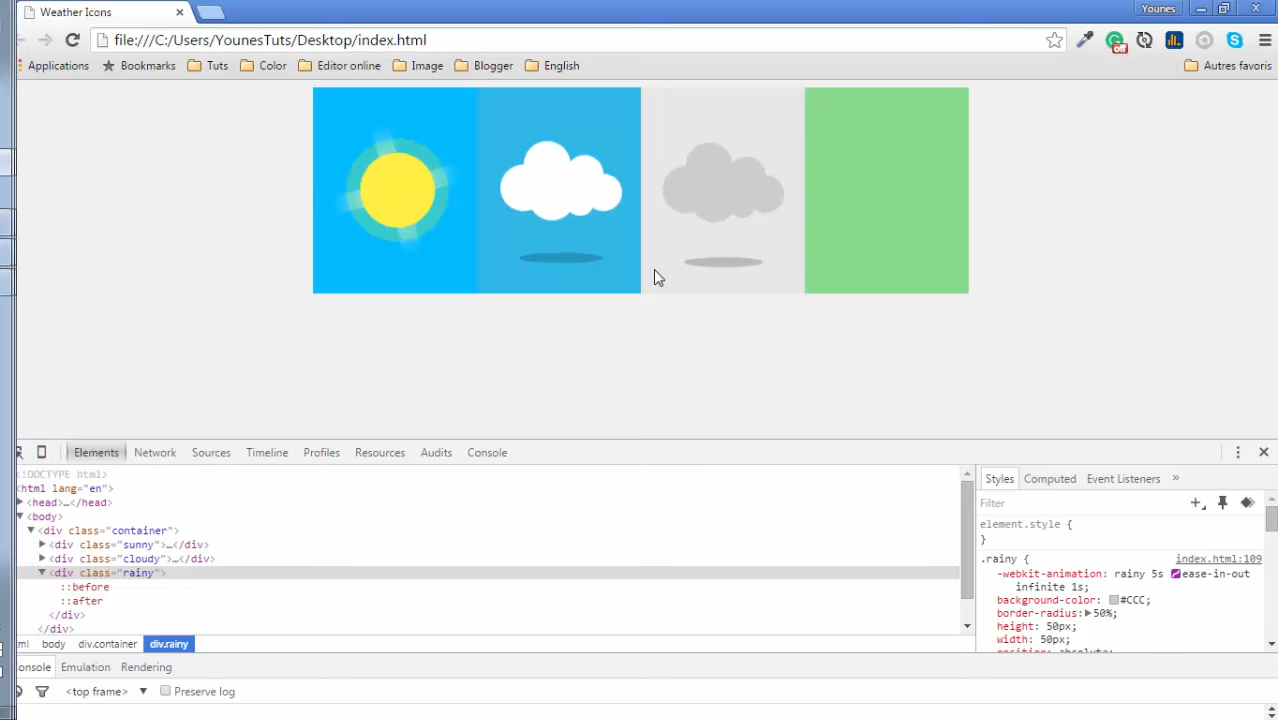 Weather Icons
Younes
file:///C:/Users/YounesTuts/Desktop/index.html
Applications Bookmarks Tuts Color Editor online Image Blogger English Autres favoris
off
Elements Network Sources Timeline Profiles Resources Audits Console
<!DOCTYPE html>
<html lang="en">
<head>…</head>
<body>
<div class="container">
<div class="sunny">…</div>
<div class="cloudy">…</div>
<div class="rainy">
::before
::after
</div>
</div>
Styles Computed Event Listeners »
Filter
element.style {
}
.rainy { index.html:109
-webkit-animation: rainy 5s ease-in-out
infinite 1s;
background-color: #CCC;
border-radius: 50%;
height: 50px;
width: 50px;
position: absolute;
html body div.container div.rainy
Console Emulation Rendering
<top frame> ▼ Preserve log